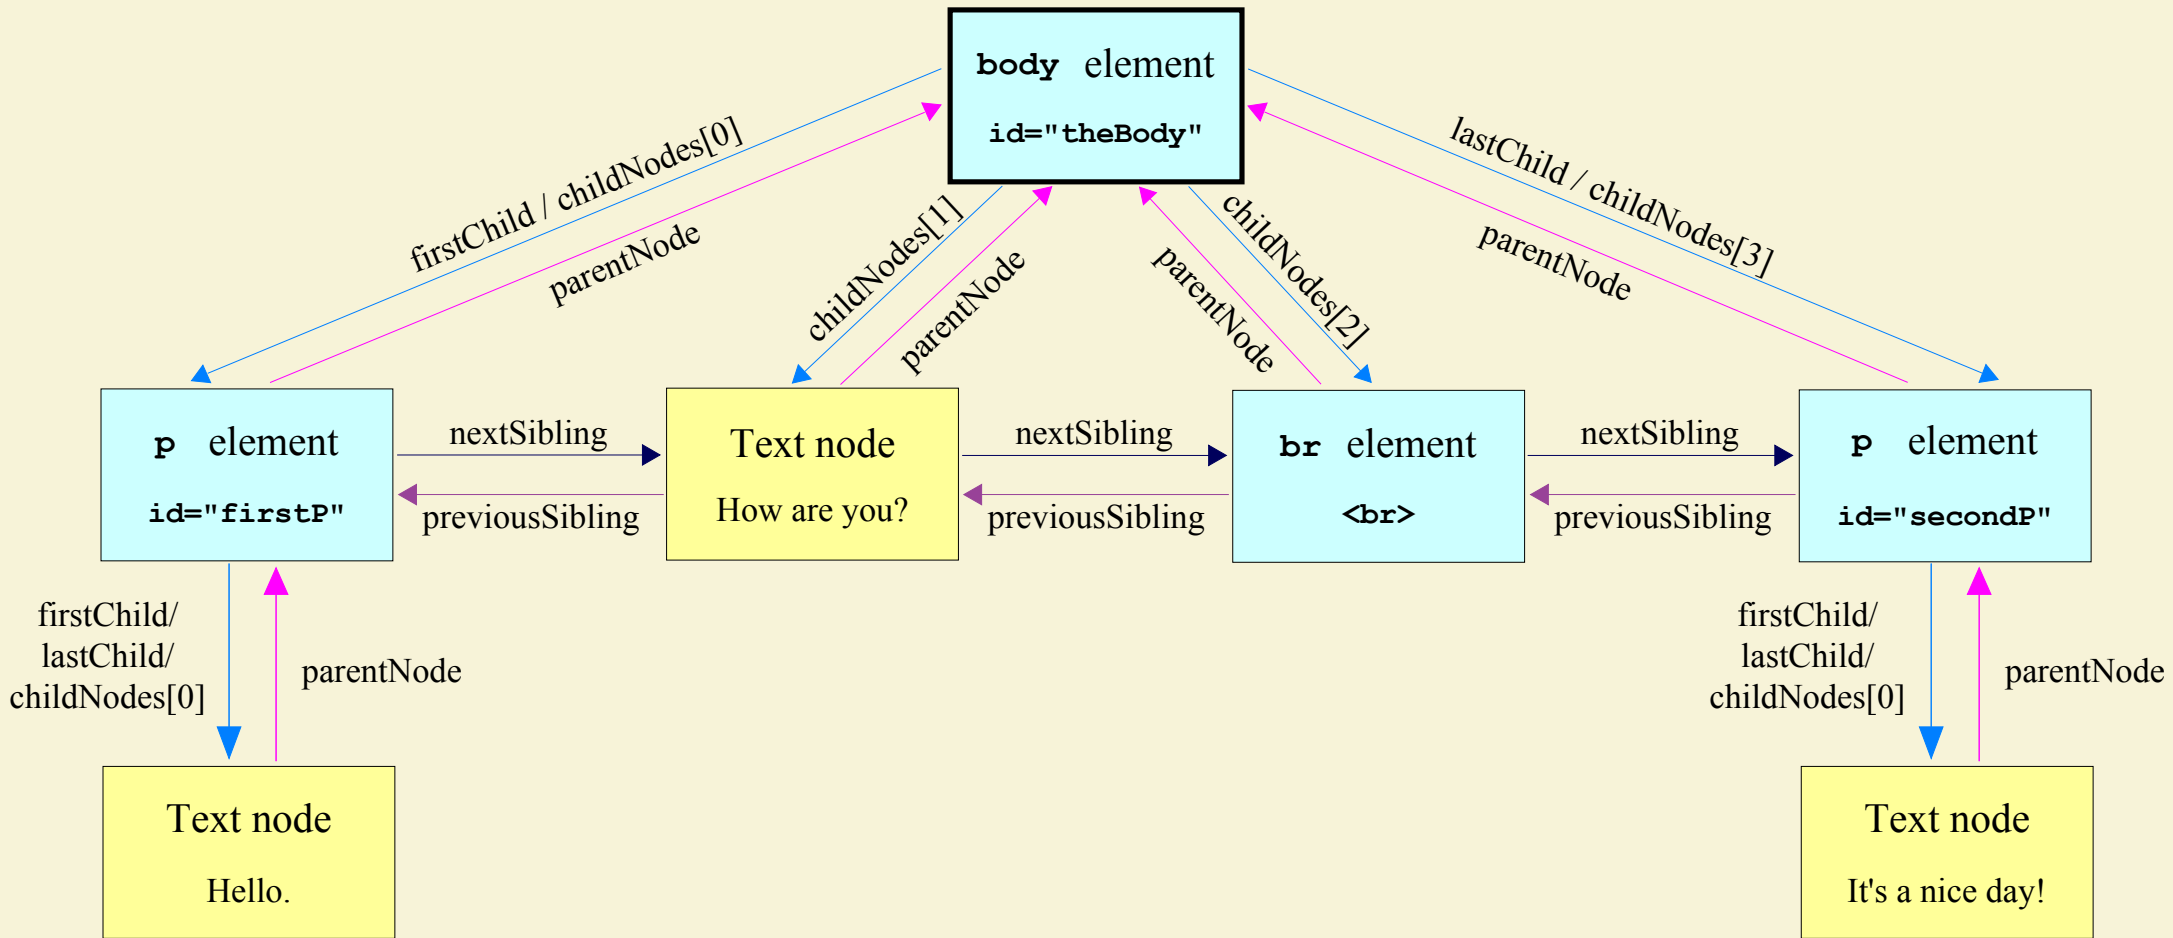 body element
id="theBody"
firstChild / childNodes[0]
parentNode
childNodes[1]
parentNode
childNodes[2]
parentNode
lastChild / childNodes[3]
parentNode
p element
id="firstP"
nextSibling
previousSibling
Text node
How are you?
nextSibling
previousSibling
br element
<br>
nextSibling
previousSibling
p element
id="secondP"
firstChild/
lastChild/
childNodes[0]
parentNode
firstChild/
lastChild/
childNodes[0]
parentNode
Text node
Hello.
Text node
It's a nice day!